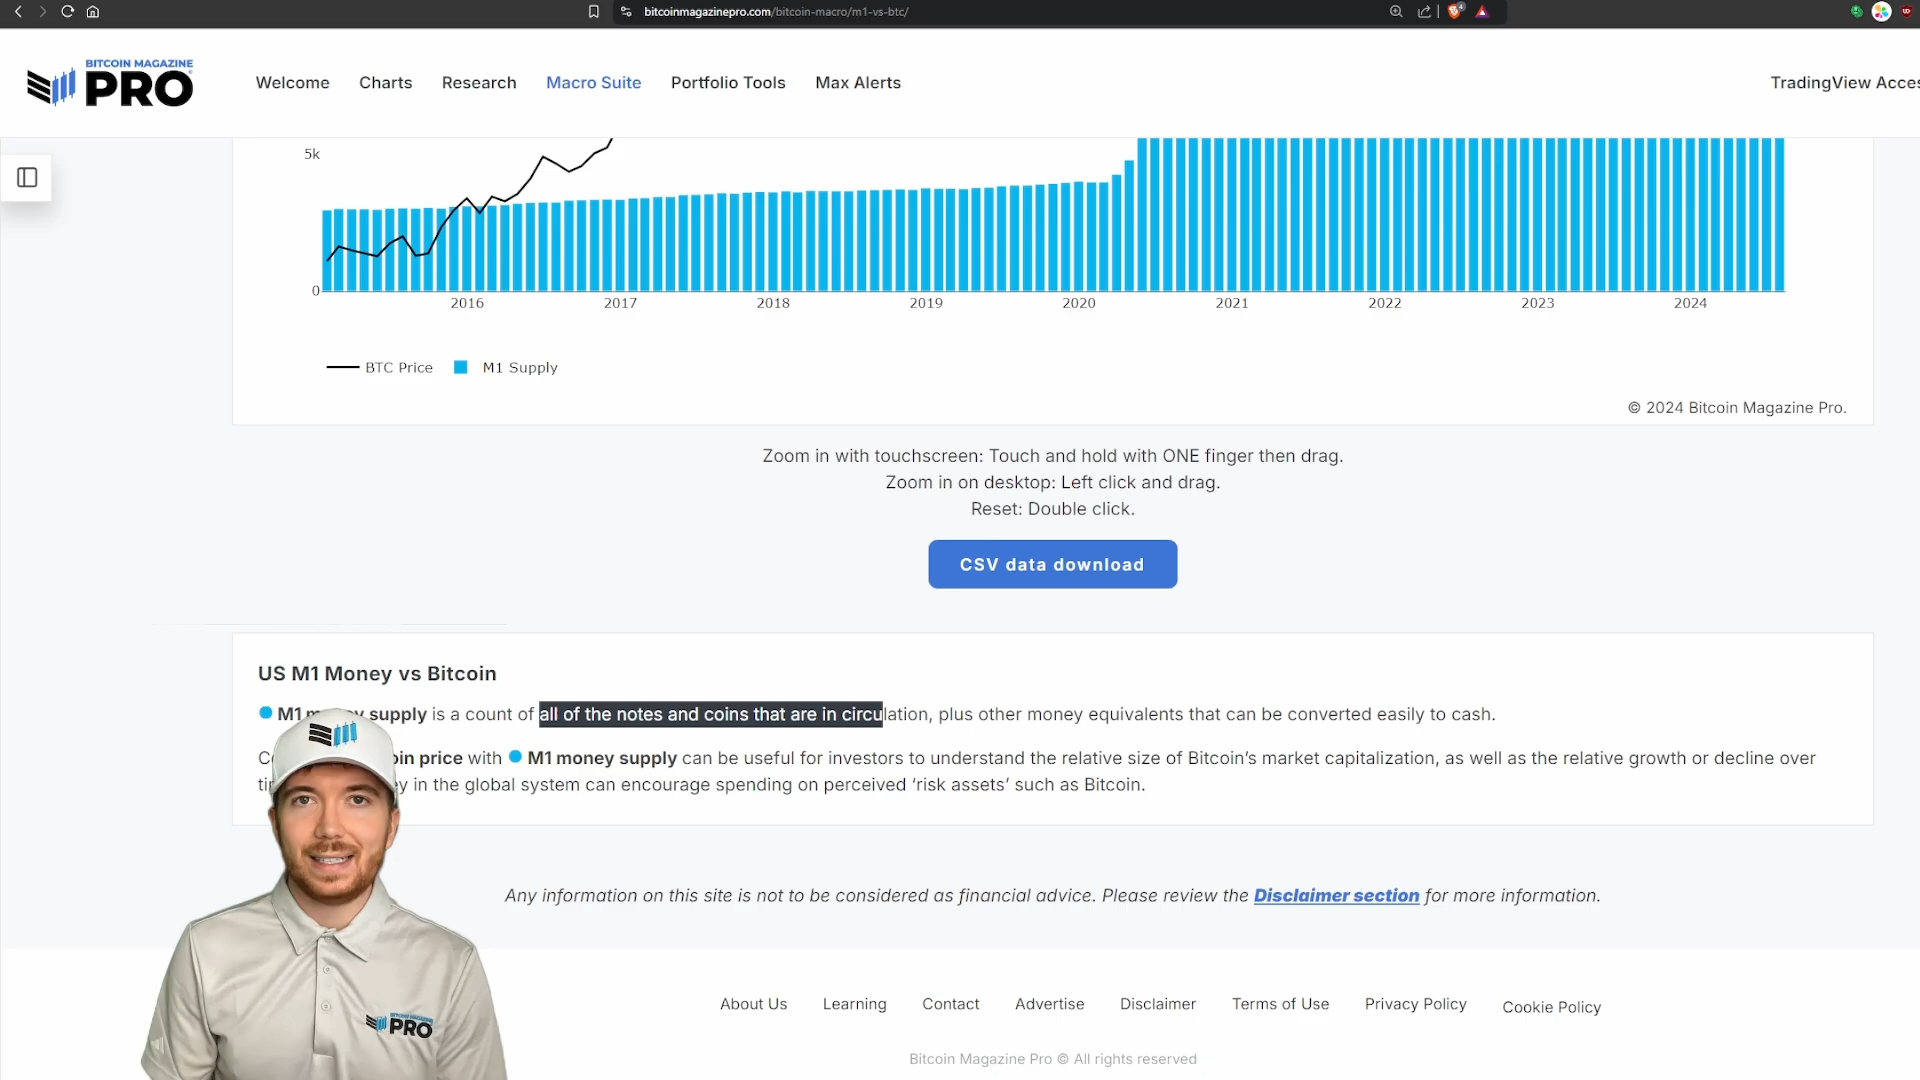 bitcoinmagazinepro.com/bitcoin-macro/m1-vs-btc/
BITCOIN MAGAZINE
PRO
Welcome
Charts
Research
Macro Suite
Portfolio Tools
Max Alerts
TradingView Acces
5k
0
2016
2017
2018
2019
2020
2021
2022
2023
2024
BTC Price
M1 Supply
© 2024 Bitcoin Magazine Pro.
Zoom in with touchscreen: Touch and hold with ONE finger then drag.
Zoom in on desktop: Left click and drag.
Reset: Double click.
CSV data download
US M1 Money vs Bitcoin
M1 money supply is a count of all of the notes and coins that are in circulation, plus other money equivalents that can be converted easily to cash.
price with M1 money supply can be useful for investors to understand the relative size of Bitcoin’s market capitalization, as well as the relative growth or decline over
in the global system can encourage spending on perceived ‘risk assets’ such as Bitcoin.
Any information on this site is not to be considered as financial advice. Please review the Disclaimer section for more information.
BITCOIN MAGAZINE
PRO
About Us
Learning
Contact
Advertise
Disclaimer
Terms of Use
Privacy Policy
Cookie Policy
Bitcoin Magazine Pro © All rights reserved